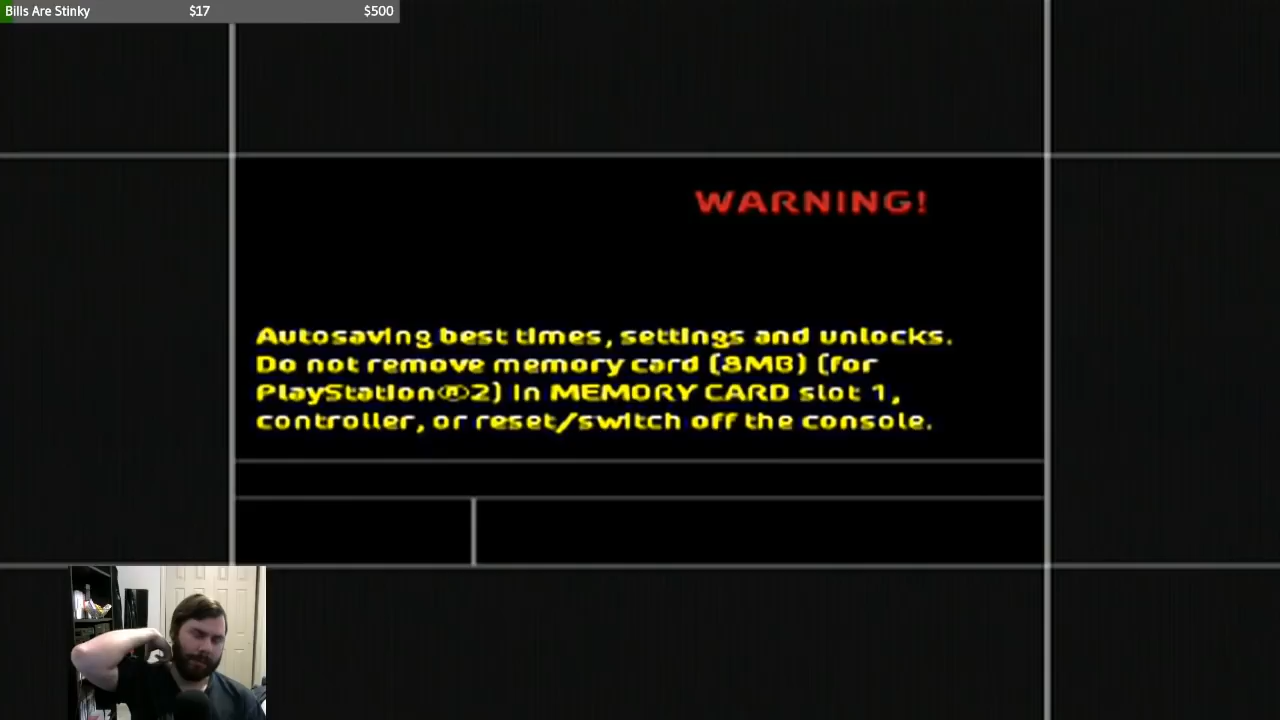 Bills Are Stinky $17 $500
WARNING!
Autosaving best times, settings and unlocks.
Do not remove memory card (8MB) (for
PlayStation®2) in MEMORY CARD slot 1,
controller, or reset/switch off the console.